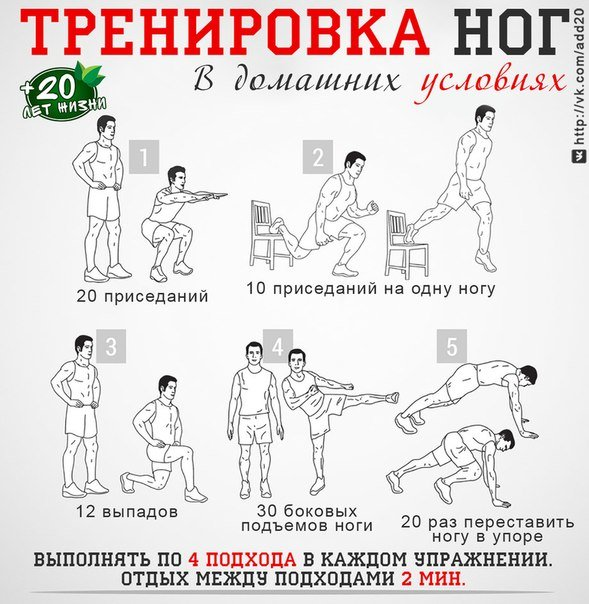 ТРЕНИРОВКА НОГ
В домашних условиях
+20
ЛЕТ ЖИЗНИ
http://vk.com/add20
1
20 приседаний
2
10 приседаний на одну ногу
3
12 выпадов
4
30 боковых
подъемов ноги
5
20 раз переставить
ногу в упоре
ВЫПОЛНЯТЬ ПО 4 ПОДХОДА В КАЖДОМ УПРАЖНЕНИИ.
ОТДЫХ МЕЖДУ ПОДХОДАМИ 2 МИН.